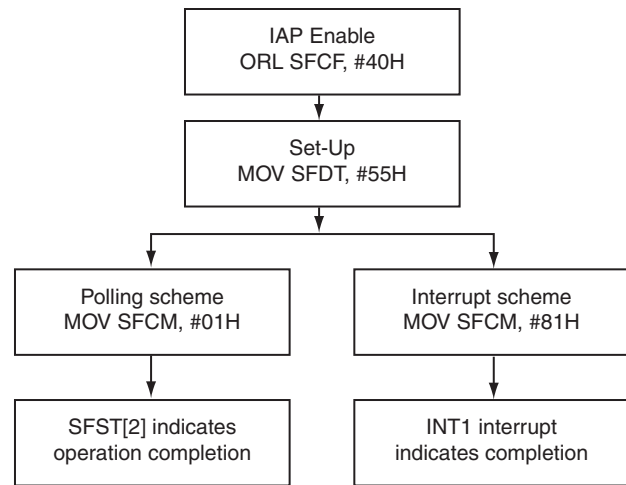 IAP Enable
ORL SFCF, #40H
Set-Up
MOV SFDT, #55H
Polling scheme
MOV SFCM, #01H
Interrupt scheme
MOV SFCM, #81H
SFST[2] indicates
operation completion
INT1 interrupt
indicates completion